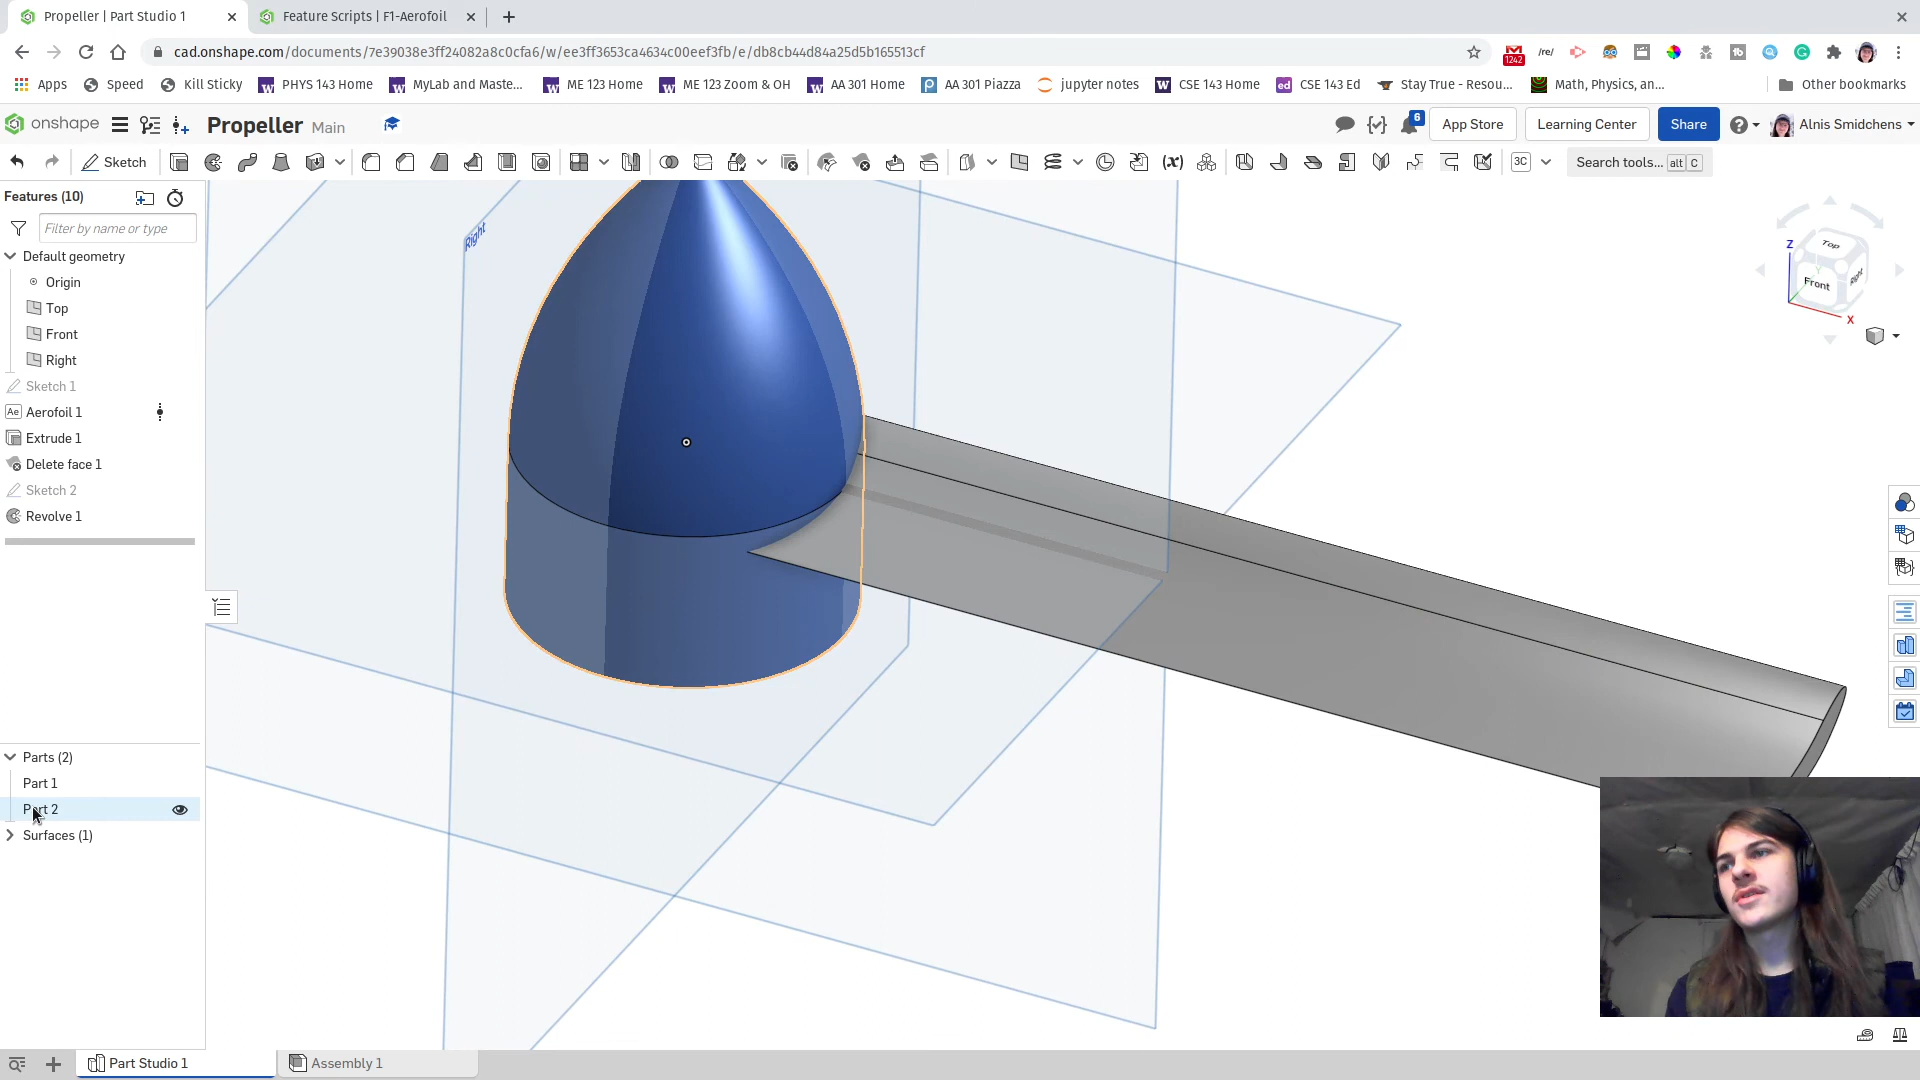 Propeller | Part Studio 1
Feature Scripts | F1-Aerofoil
cad.onshape.com/documents/7e39038e3ff24082a8c0cfa6/w/ee3ff3653ca4634c00eef3fb/e/db8cb44d84a25d5b165513cf
/re/
1242
Apps
Speed
Kill Sticky
PHYS 143 Home
MyLab and Maste...
ME 123 Home
ME 123 Zoom & OH
AA 301 Home
AA 301 Piazza
jupyter notes
CSE 143 Home
CSE 143 Ed
Stay True - Resou...
Math, Physics, an...
Other bookmarks
onshape
Propeller Main
6
App Store
Learning Center
Share
Alnis Smidchens
Sketch
(x)
3C
Search tools... alt C
Features (10)
Filter by name or type
Default geometry
Origin
Top
Front
Right
Sketch 1
Ae Aerofoil 1
Extrude 1
Delete face 1
Sketch 2
Revolve 1
Right
Z
Top
Front
Right
X
Parts (2)
Part 1
Part 2
Surfaces (1)
Part Studio 1
Assembly 1